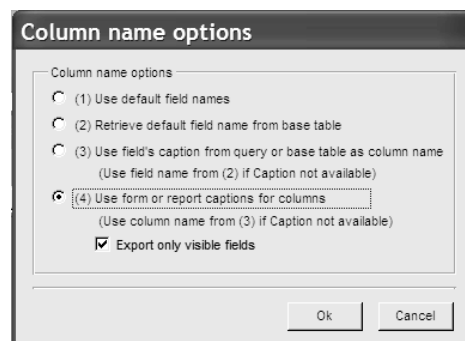 Column name options
Column name options
(1) Use default field names
(2) Retrieve default field name from base table
(3) Use field's caption from query or base table as column name
(Use field name from (2) if Caption not available)
(4) Use form or report captions for columns
(Use column name from (3) if Caption not available)
Export only visible fields
Ok Cancel